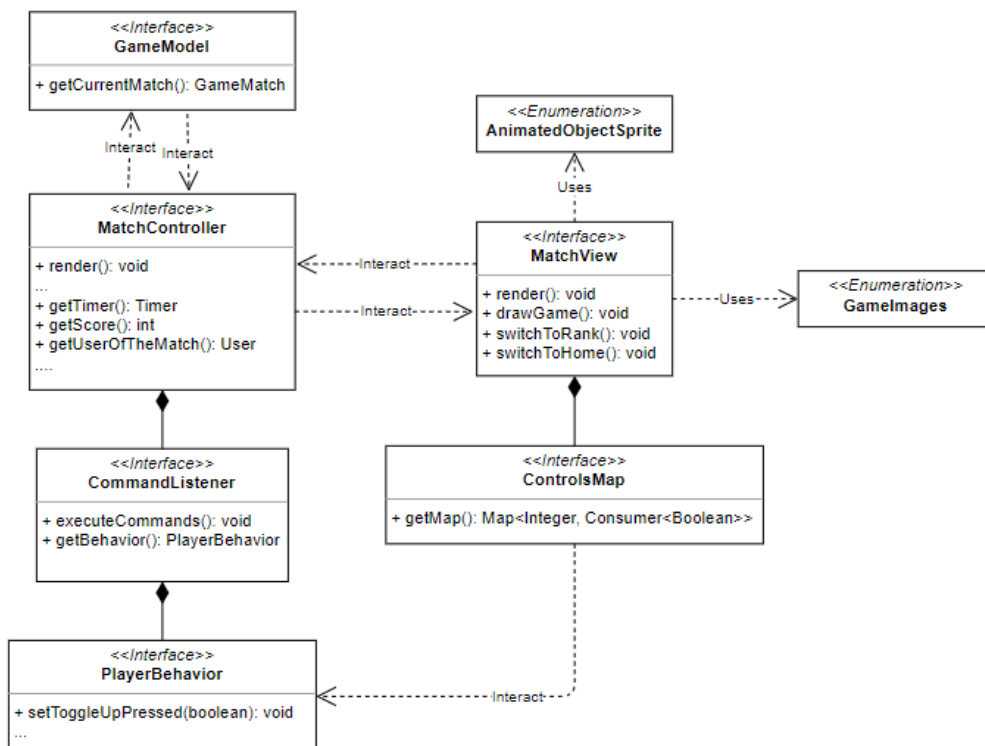 <<Interface>>
GameModel
+ getCurrentMatch(): GameMatch
Interact
Interact
<<Interface>>
MatchController
+ render(): void
...
+ getTimer(): Timer
+ getScore(): int
+ getUserOfTheMatch(): User
....
<<Enumeration>>
AnimatedObjectSprite
Uses
<<Interface>>
MatchView
+ render(): void
+ drawGame(): void
+ switchToRank(): void
+ switchToHome(): void
Interact
Interact
Uses
<<Enumeration>>
GameImages
<<Interface>>
CommandListener
+ executeCommands(): void
+ getBehavior(): PlayerBehavior
<<Interface>>
ControlsMap
+ getMap(): Map<Integer, Consumer<Boolean>>
<<Interface>>
PlayerBehavior
+ setToggleUpPressed(boolean): void
...
Interact